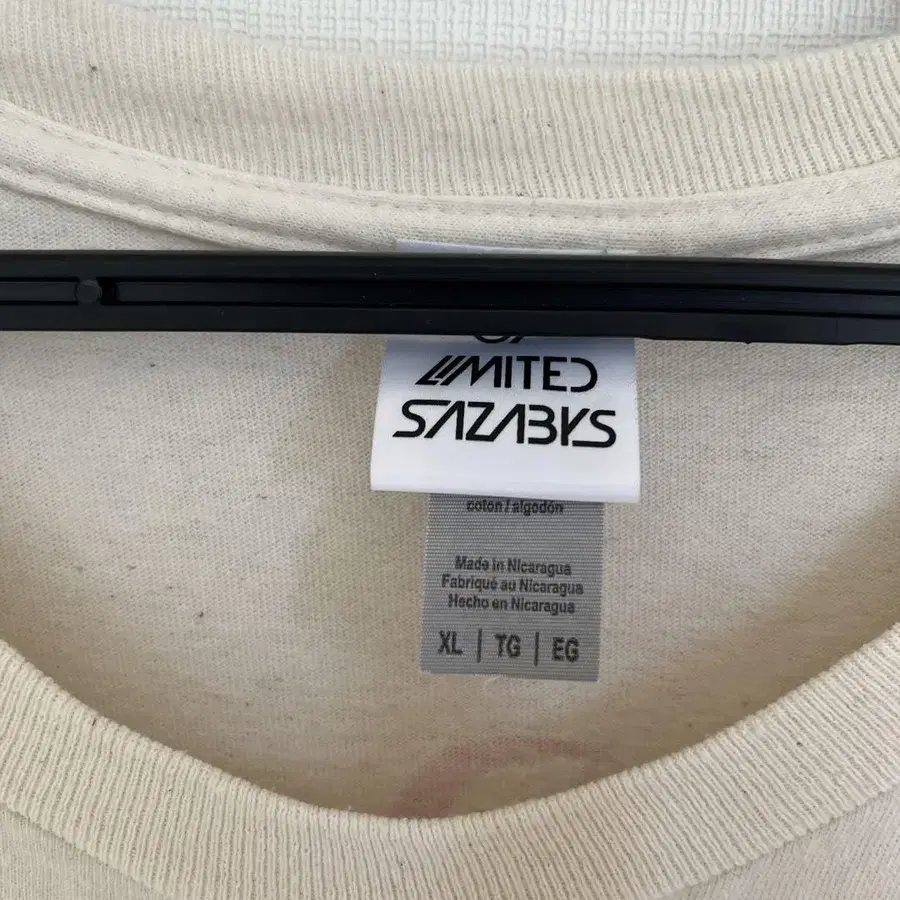 LIMITED
SAZABYS
coton / algodón
Made in Nicaragua
Fabriqué au Nicaragua
Hecho en Nicaragua
XL | TG | EG